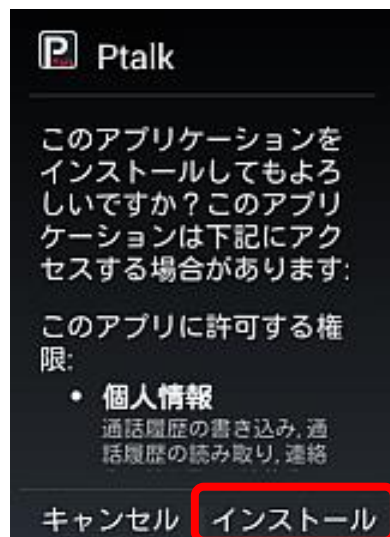 Ptalk
このアプリケーションを
インストールしてもよろ
しいですか？このアプリ
ケーションは下記にアク
セスする場合があります:
このアプリに許可する権
限:
• 個人情報
通話履歴の書き込み, 通
話履歴の読み取り, 連絡
キャンセル
インストール